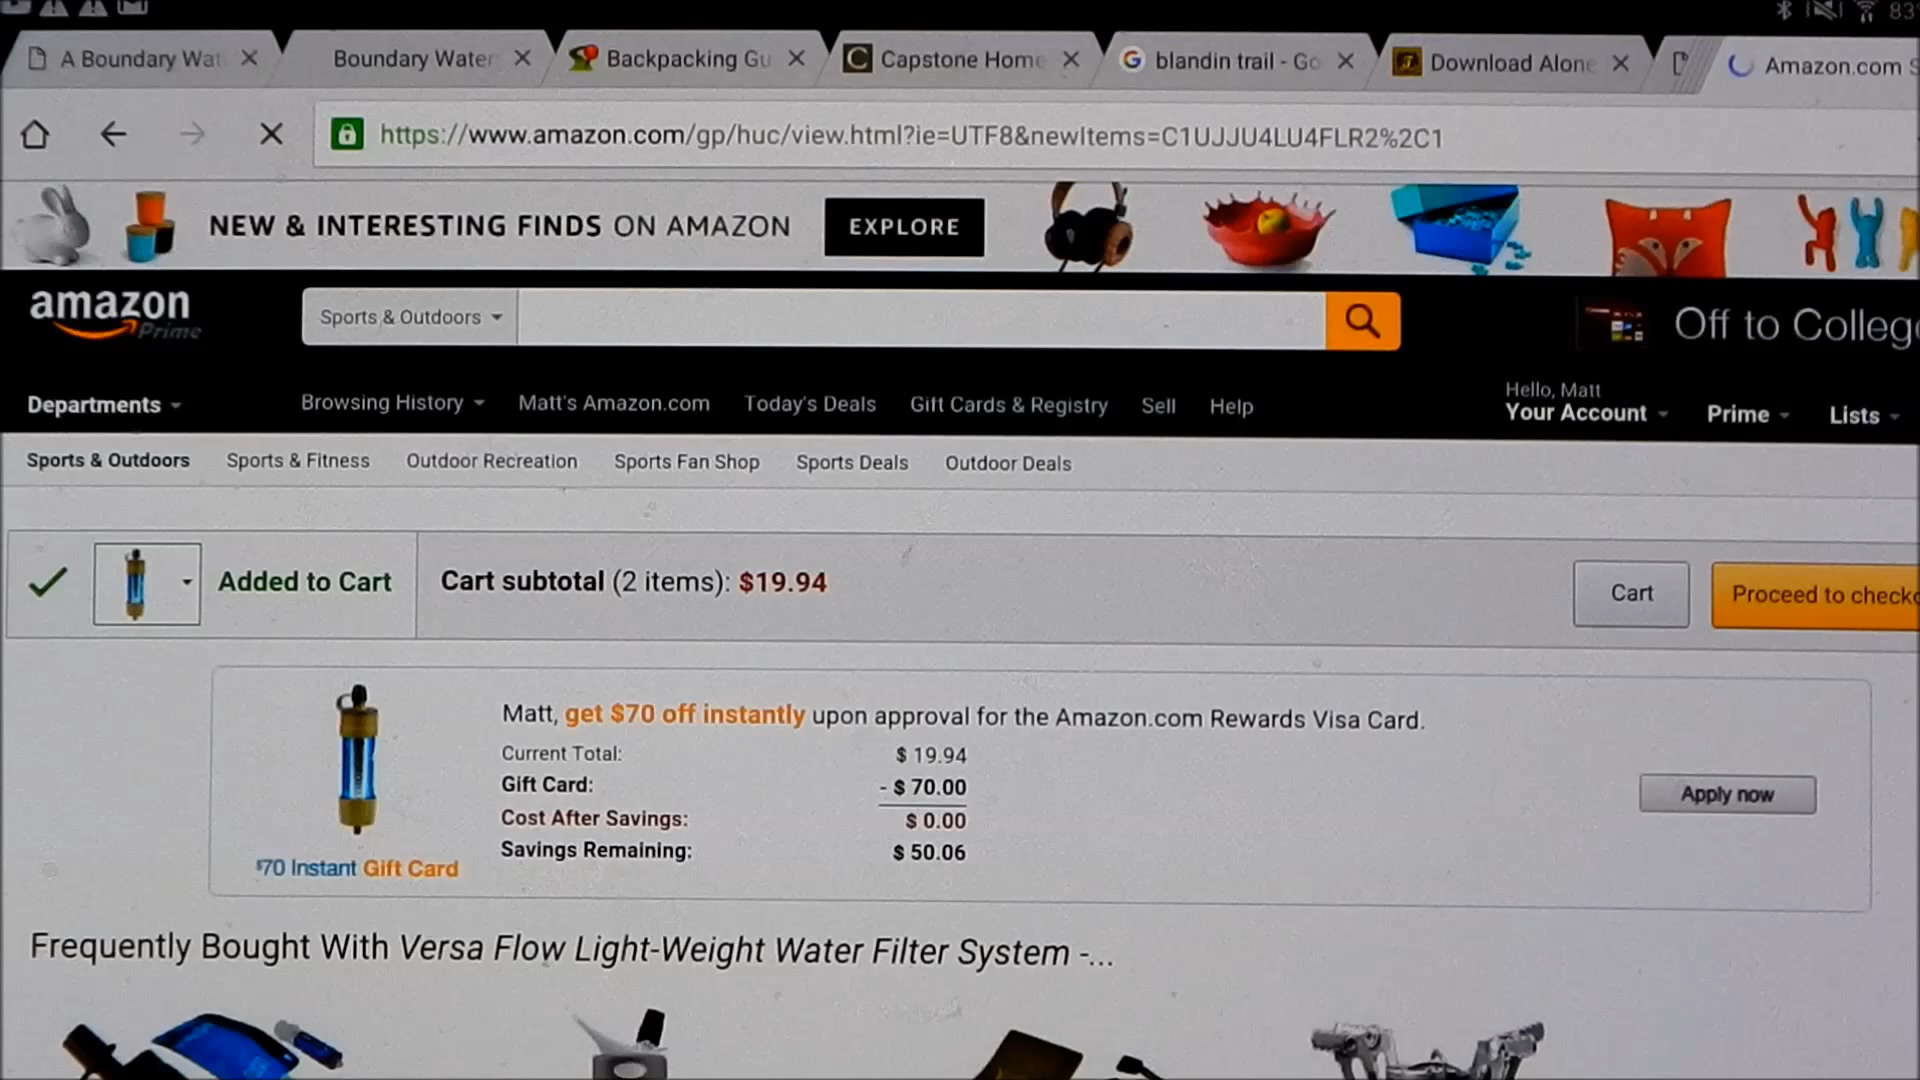 83
A Boundary Wat
Boundary Water
Backpacking Gu
Capstone Home
blandin trail - Go
Download Alone
Amazon.com S
https://www.amazon.com/gp/huc/view.html?ie=UTF8&newItems=C1UJJU4LU4FLR2%2C1
NEW & INTERESTING FINDS ON AMAZON
EXPLORE
amazon
Prime
Sports & Outdoors
Off to Colleg
Departments
Browsing History
Matt's Amazon.com
Today's Deals
Gift Cards & Registry
Sell
Help
Hello, Matt
Your Account
Prime
Lists
Sports & Outdoors
Sports & Fitness
Outdoor Recreation
Sports Fan Shop
Sports Deals
Outdoor Deals
Added to Cart
Cart subtotal (2 items): $19.94
Cart
Proceed to checko
Matt, get $70 off instantly upon approval for the Amazon.com Rewards Visa Card.
Current Total: $ 19.94
Gift Card: - $ 70.00
Cost After Savings: $ 0.00
Savings Remaining: $ 50.06
Apply now
$70 Instant Gift Card
Frequently Bought With Versa Flow Light-Weight Water Filter System -...